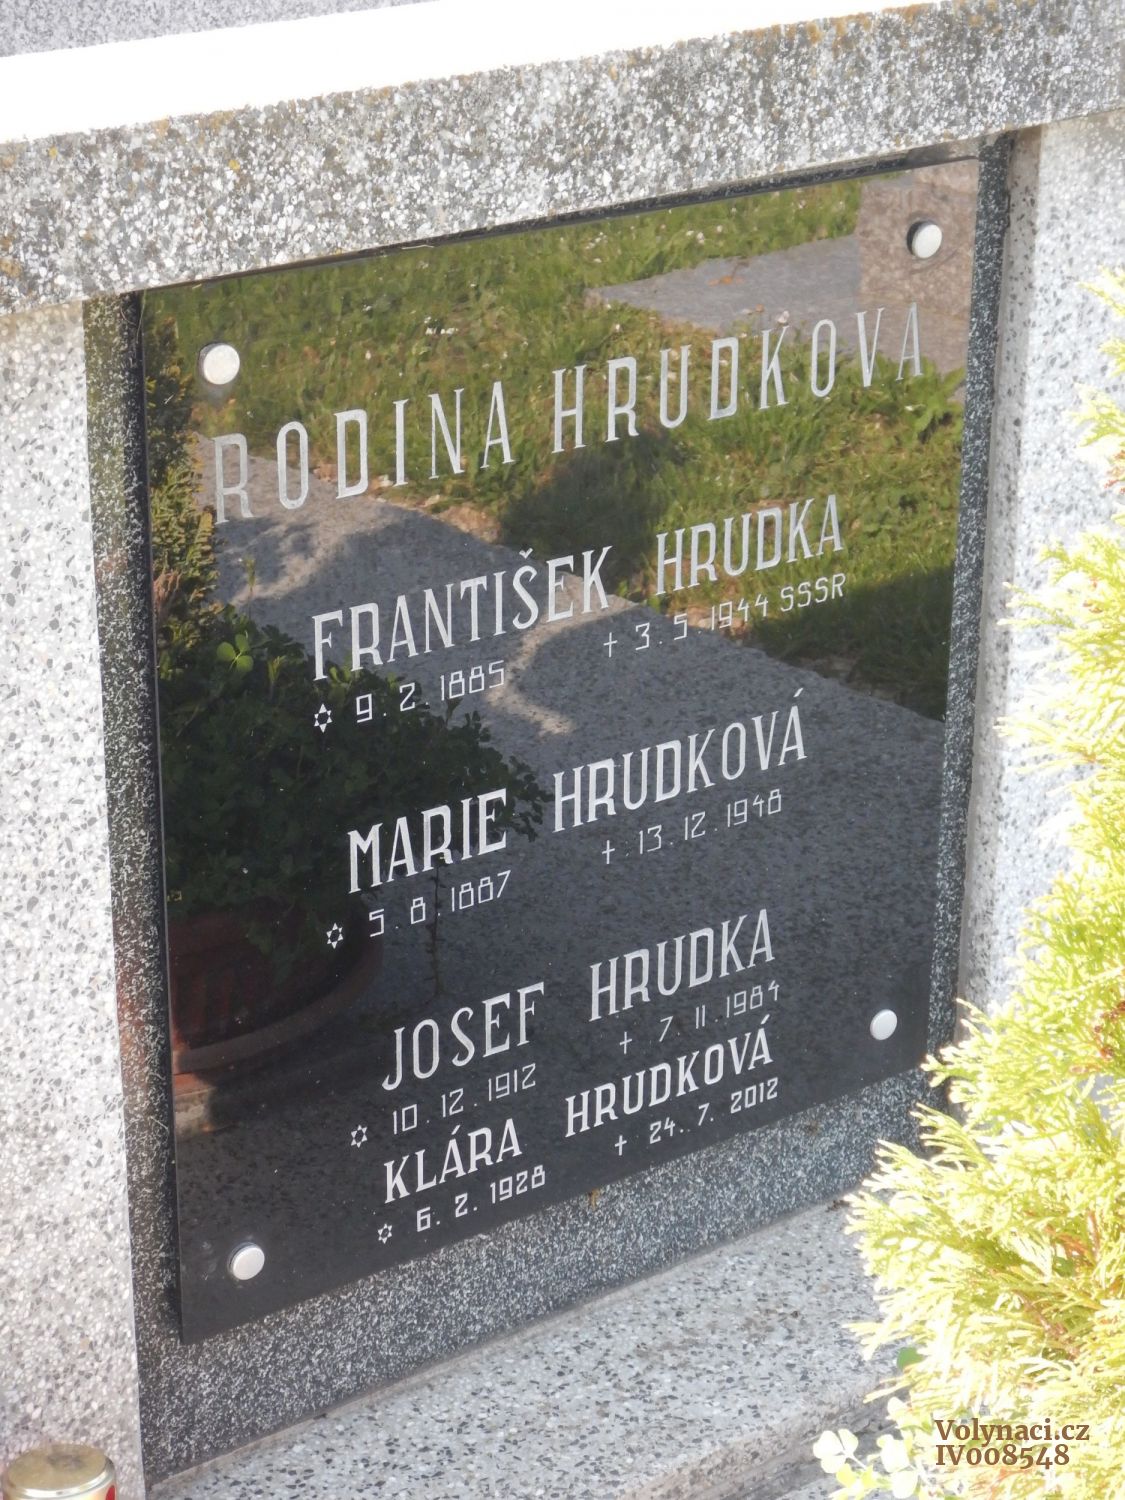 RODINA HRUDKOVA
FRANTIŠEK HRUDKA
✡ 9.2.1885 † 3.5.1944 SSSR
MARIE HRUDKOVÁ
✡ 5.8.1887 † 13.12.1948
JOSEF HRUDKA
✡ 10.12.1912 † 7.11.1984
KLÁRA HRUDKOVÁ
✡ 6.2.1928 † 24.7.2012
Volynaci.cz
IV008548